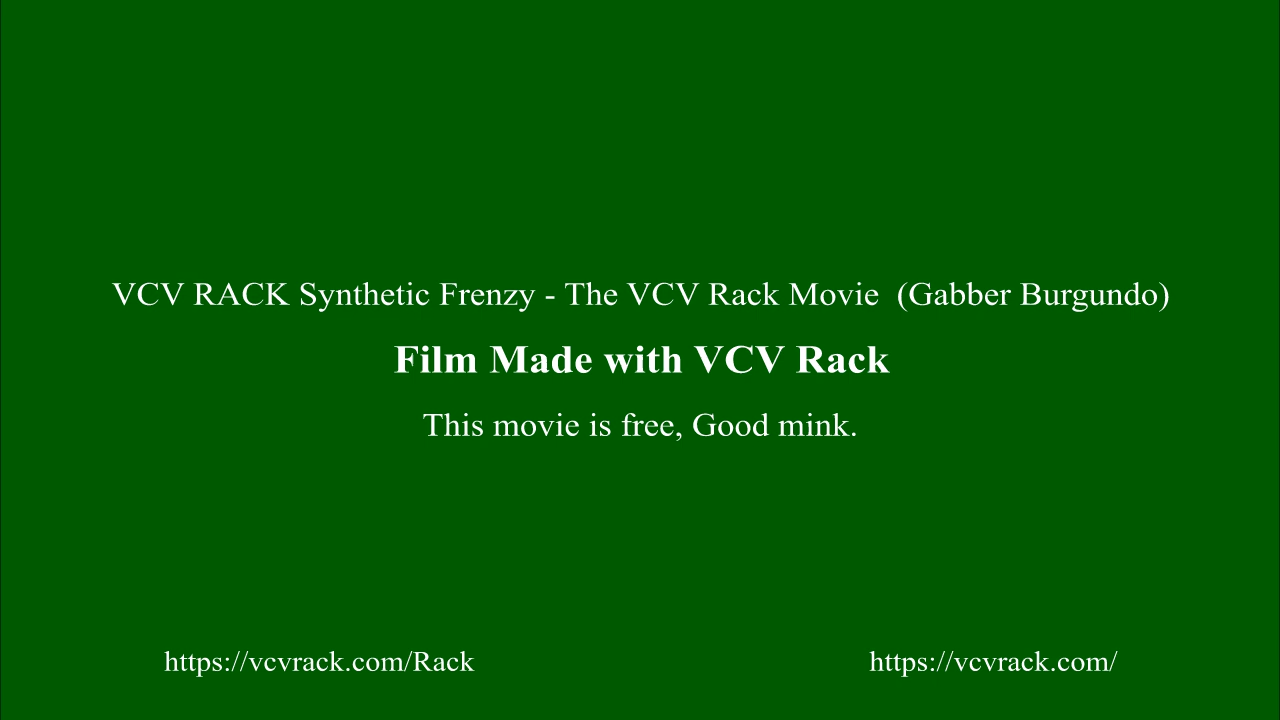 VCV RACK Synthetic Frenzy - The VCV Rack Movie  (Gabber Burgundo)
Film Made with VCV Rack
This movie is free, Good mink.
https://vcvrack.com/Rack
https://vcvrack.com/